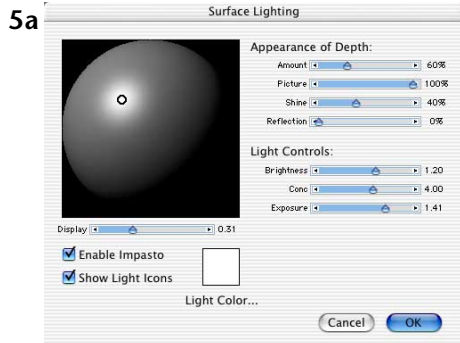 5a
Surface Lighting
Appearance of Depth:
Amount 60%
Picture 100%
Shine 40%
Reflection 0%
Light Controls:
Brightness 1.20
Conc 4.00
Exposure 1.41
Display 0.31
Enable Impasto
Show Light Icons
Light Color...
Cancel OK